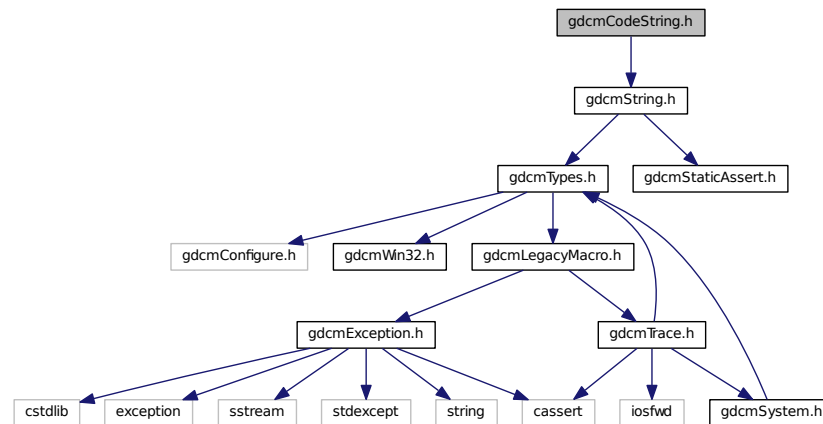 gdcmCodeString.h
gdcmString.h
gdcmTypes.h
gdcmStaticAssert.h
gdcmConfigure.h
gdcmWin32.h
gdcmLegacyMacro.h
gdcmException.h
gdcmTrace.h
cstdlib
exception
sstream
stdexcept
string
cassert
iosfwd
gdcmSystem.h